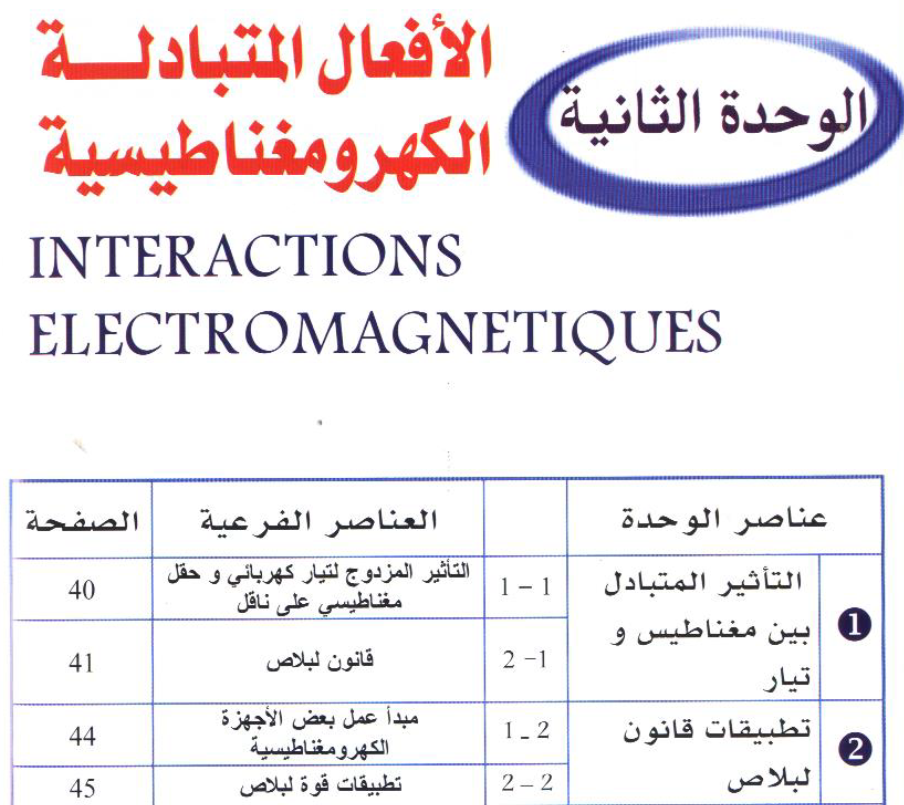 الوحدة الثانية
الأفعال المتبادلة
الكهرومغناطيسية
INTERACTIONS
ELECTROMAGNETIQUES
عناصر الوحدة
العناصر الفرعية
الصفحة
❶
التأثير المتبادل
بين مغناطيس و
تيار
1 – 1
التأثير المزدوج لتيار كهربائي و حقل
مغناطيسي على ناقل
40
2 –1
قانون لبلاص
41
❷
تطبيقات قانون
لبلاص
1 _ 2
مبدأ عمل بعض الأجهزة
الكهرومغناطيسية
44
2 – 2
تطبيقات قوة لبلاص
45